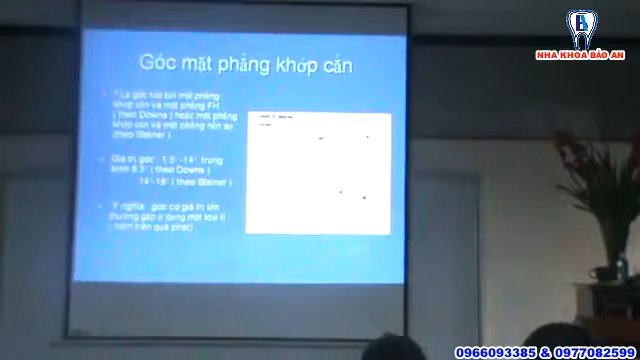 NHA KHOA BẢO AN
Góc mặt phẳng khớp cắn
Là góc tạo bởi mặt phẳng
khớp cắn và mặt phẳng FH
( theo Downs ) hoặc mặt phẳng
khớp cắn và mặt phẳng nền sọ
(theo Steiner )
Giá trị góc : 1.5° -14° trung
bình 9.3° ( theo Downs )
14°-18° ( theo Steiner )
Ý nghĩa góc có giá trị lớn
thường gặp ở dạng mặt loại II
0966093385 & 0977082599